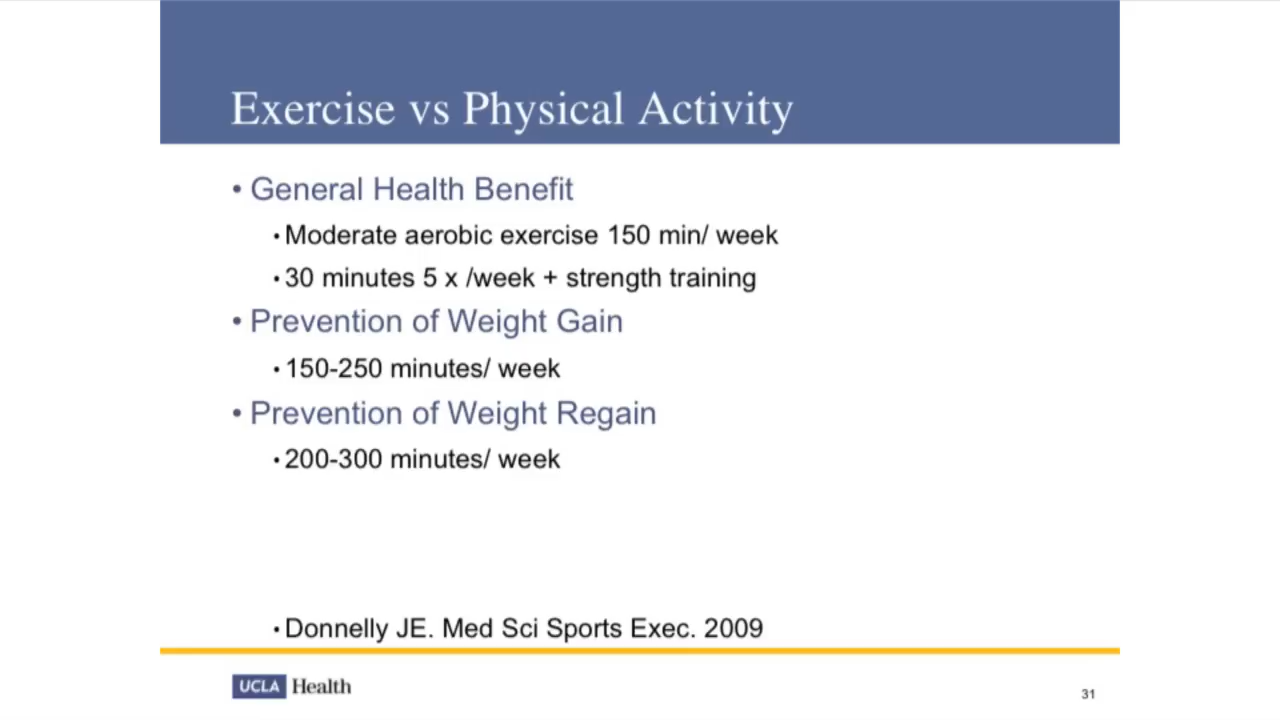 Exercise vs Physical Activity
• General Health Benefit
• Moderate aerobic exercise 150 min/ week
• 30 minutes 5 x /week + strength training
• Prevention of Weight Gain
• 150-250 minutes/ week
• Prevention of Weight Regain
• 200-300 minutes/ week
• Donnelly JE. Med Sci Sports Exec. 2009
UCLA Health
31